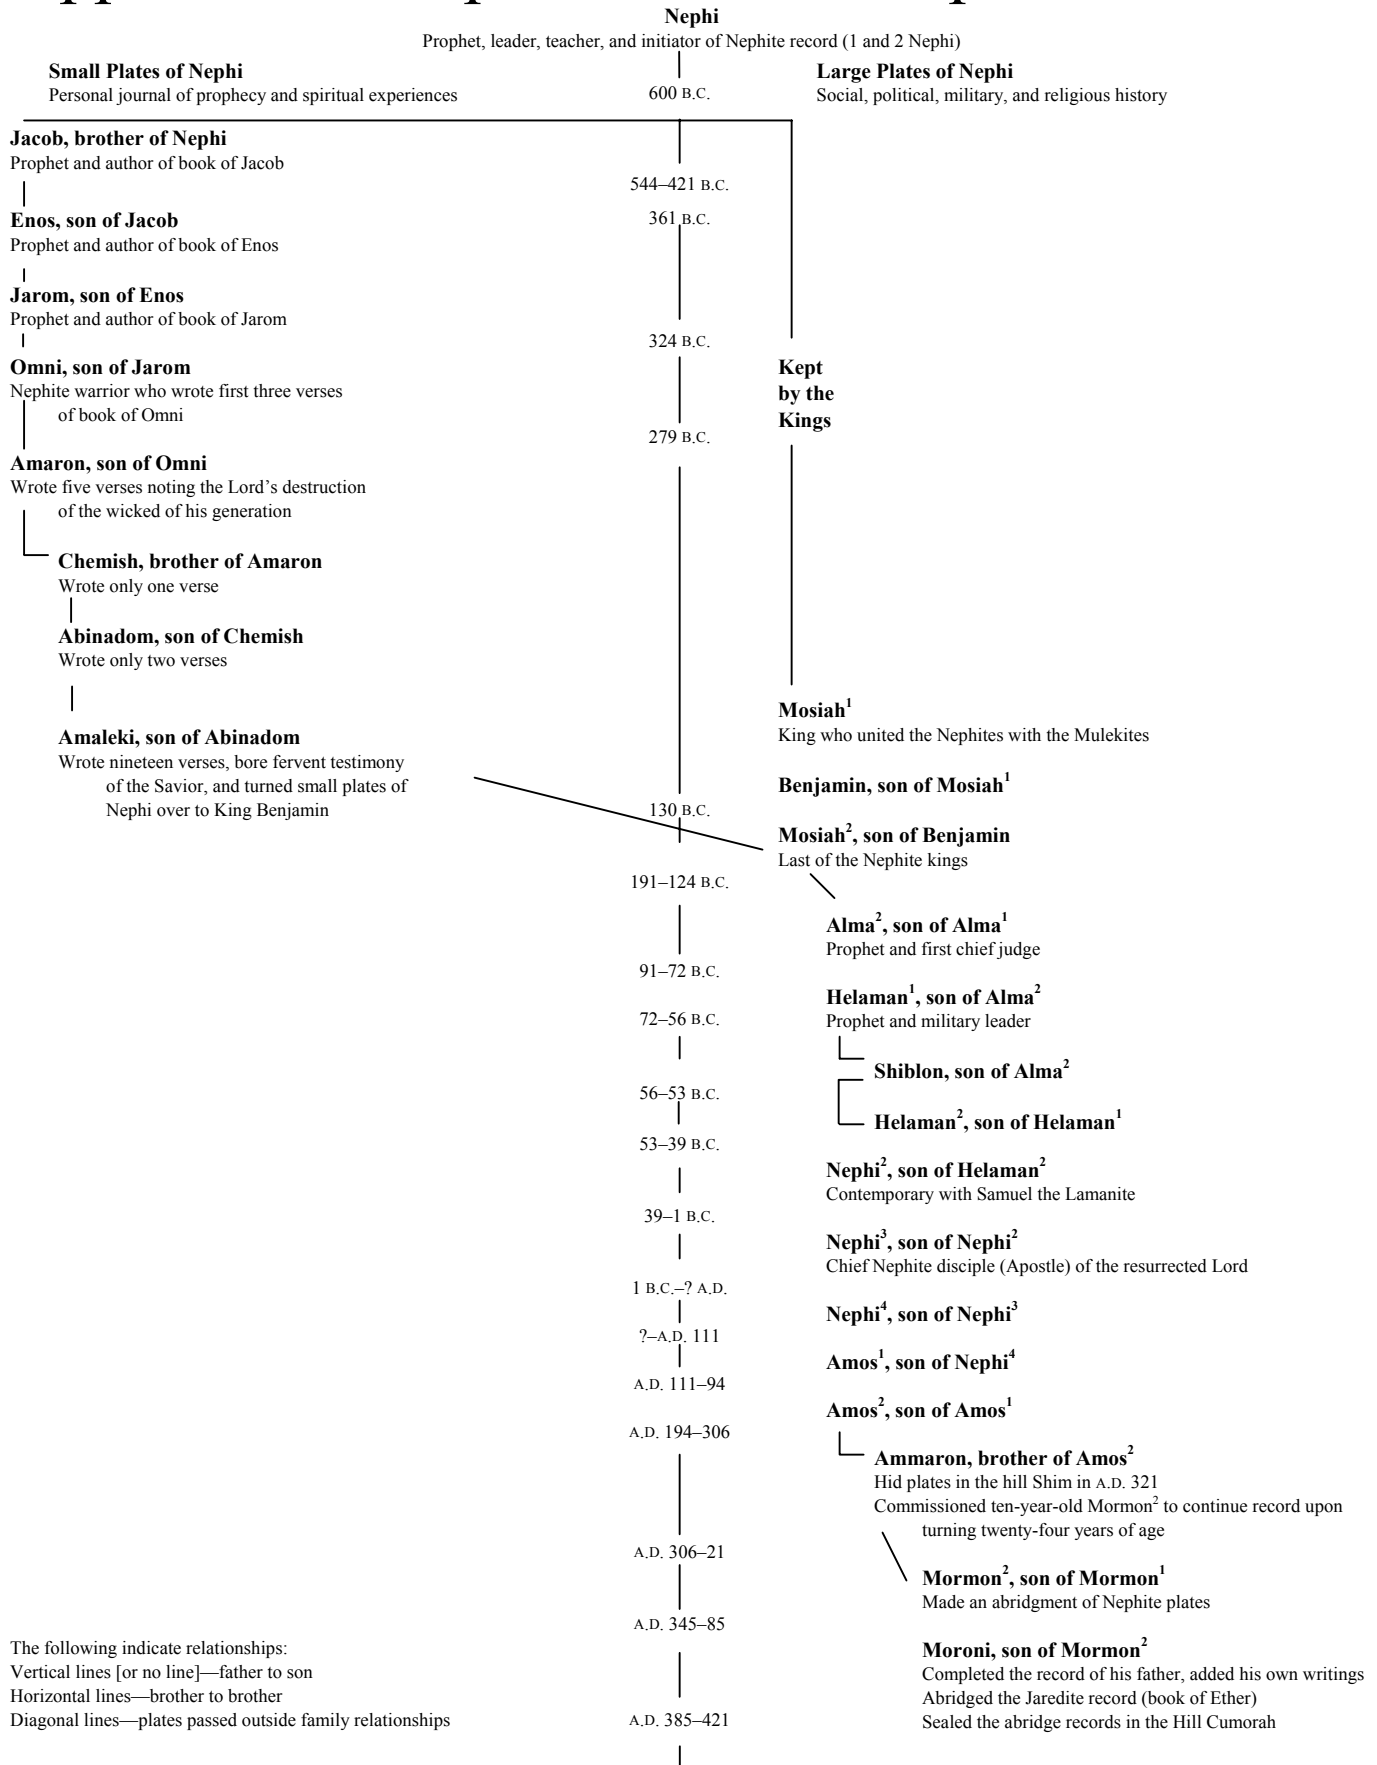 Nephi
Prophet, leader, teacher, and initiator of Nephite record (1 and 2 Nephi)
Small Plates of Nephi
Personal journal of prophecy and spiritual experiences
600 B.C.
Large Plates of Nephi
Social, political, military, and religious history
Jacob, brother of Nephi
Prophet and author of book of Jacob
544–421 B.C.
Enos, son of Jacob
Prophet and author of book of Enos
361 B.C.
Jarom, son of Enos
Prophet and author of book of Jarom
324 B.C.
Omni, son of Jarom
Nephite warrior who wrote first three verses
of book of Omni
Kept
by the
Kings
279 B.C.
Amaron, son of Omni
Wrote five verses noting the Lord’s destruction
of the wicked of his generation
Chemish, brother of Amaron
Wrote only one verse
Abinadom, son of Chemish
Wrote only two verses
Amaleki, son of Abinadom
Wrote nineteen verses, bore fervent testimony
of the Savior, and turned small plates of
Nephi over to King Benjamin
130 B.C.
Mosiah1
King who united the Nephites with the Mulekites
Benjamin, son of Mosiah1
Mosiah2, son of Benjamin
Last of the Nephite kings
191–124 B.C.
Alma2, son of Alma1
Prophet and first chief judge
91–72 B.C.
Helaman1, son of Alma2
Prophet and military leader
72–56 B.C.
Shiblon, son of Alma2
56–53 B.C.
Helaman2, son of Helaman1
53–39 B.C.
Nephi2, son of Helaman2
Contemporary with Samuel the Lamanite
39–1 B.C.
Nephi3, son of Nephi2
Chief Nephite disciple (Apostle) of the resurrected Lord
1 B.C.–? A.D.
Nephi4, son of Nephi3
?–A.D. 111
Amos1, son of Nephi4
A.D. 111–94
Amos2, son of Amos1
A.D. 194–306
Ammaron, brother of Amos2
Hid plates in the hill Shim in A.D. 321
Commissioned ten-year-old Mormon2 to continue record upon
turning twenty-four years of age
A.D. 306–21
Mormon2, son of Mormon1
Made an abridgment of Nephite plates
A.D. 345–85
Moroni, son of Mormon2
Completed the record of his father, added his own writings
Abridged the Jaredite record (book of Ether)
Sealed the abridge records in the Hill Cumorah
A.D. 385–421
The following indicate relationships:
Vertical lines [or no line]—father to son
Horizontal lines—brother to brother
Diagonal lines—plates passed outside family relationships